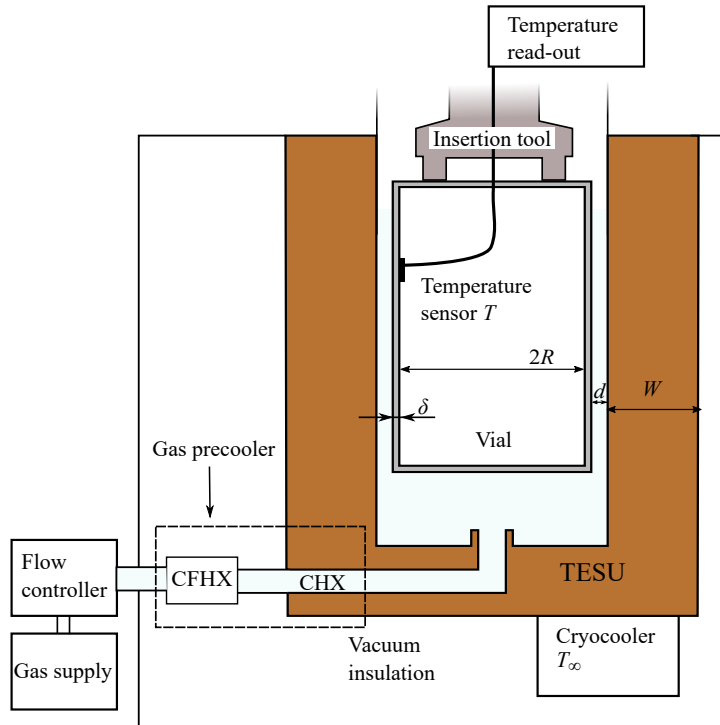 Temperature
read-out
Insertion tool
Temperature
sensor T
2R
d
W
δ
Vial
Gas precooler
Flow
controller
CFHX
CHX
TESU
Gas supply
Vacuum
insulation
Cryocooler
T∞